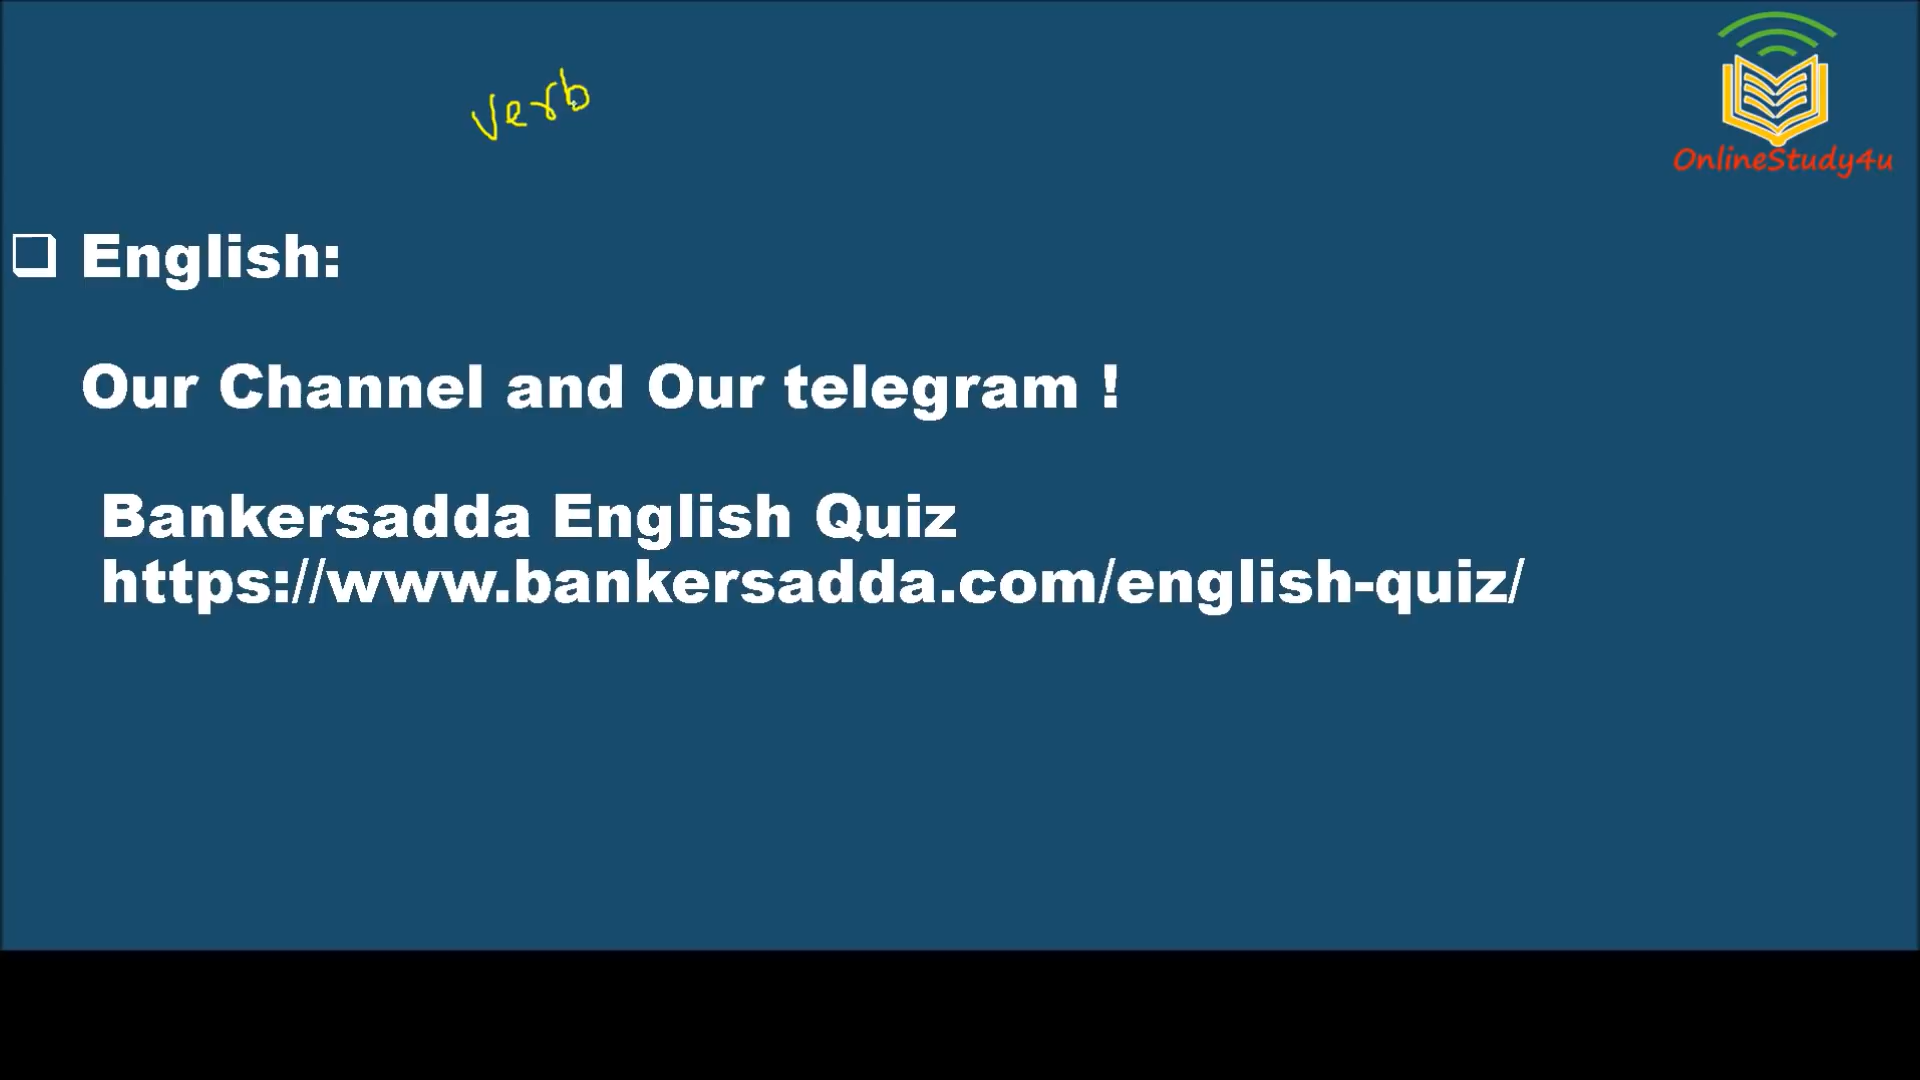 verb
OnlineStudy4u
English:
Our Channel and Our telegram !
Bankersadda English Quiz
https://www.bankersadda.com/english-quiz/